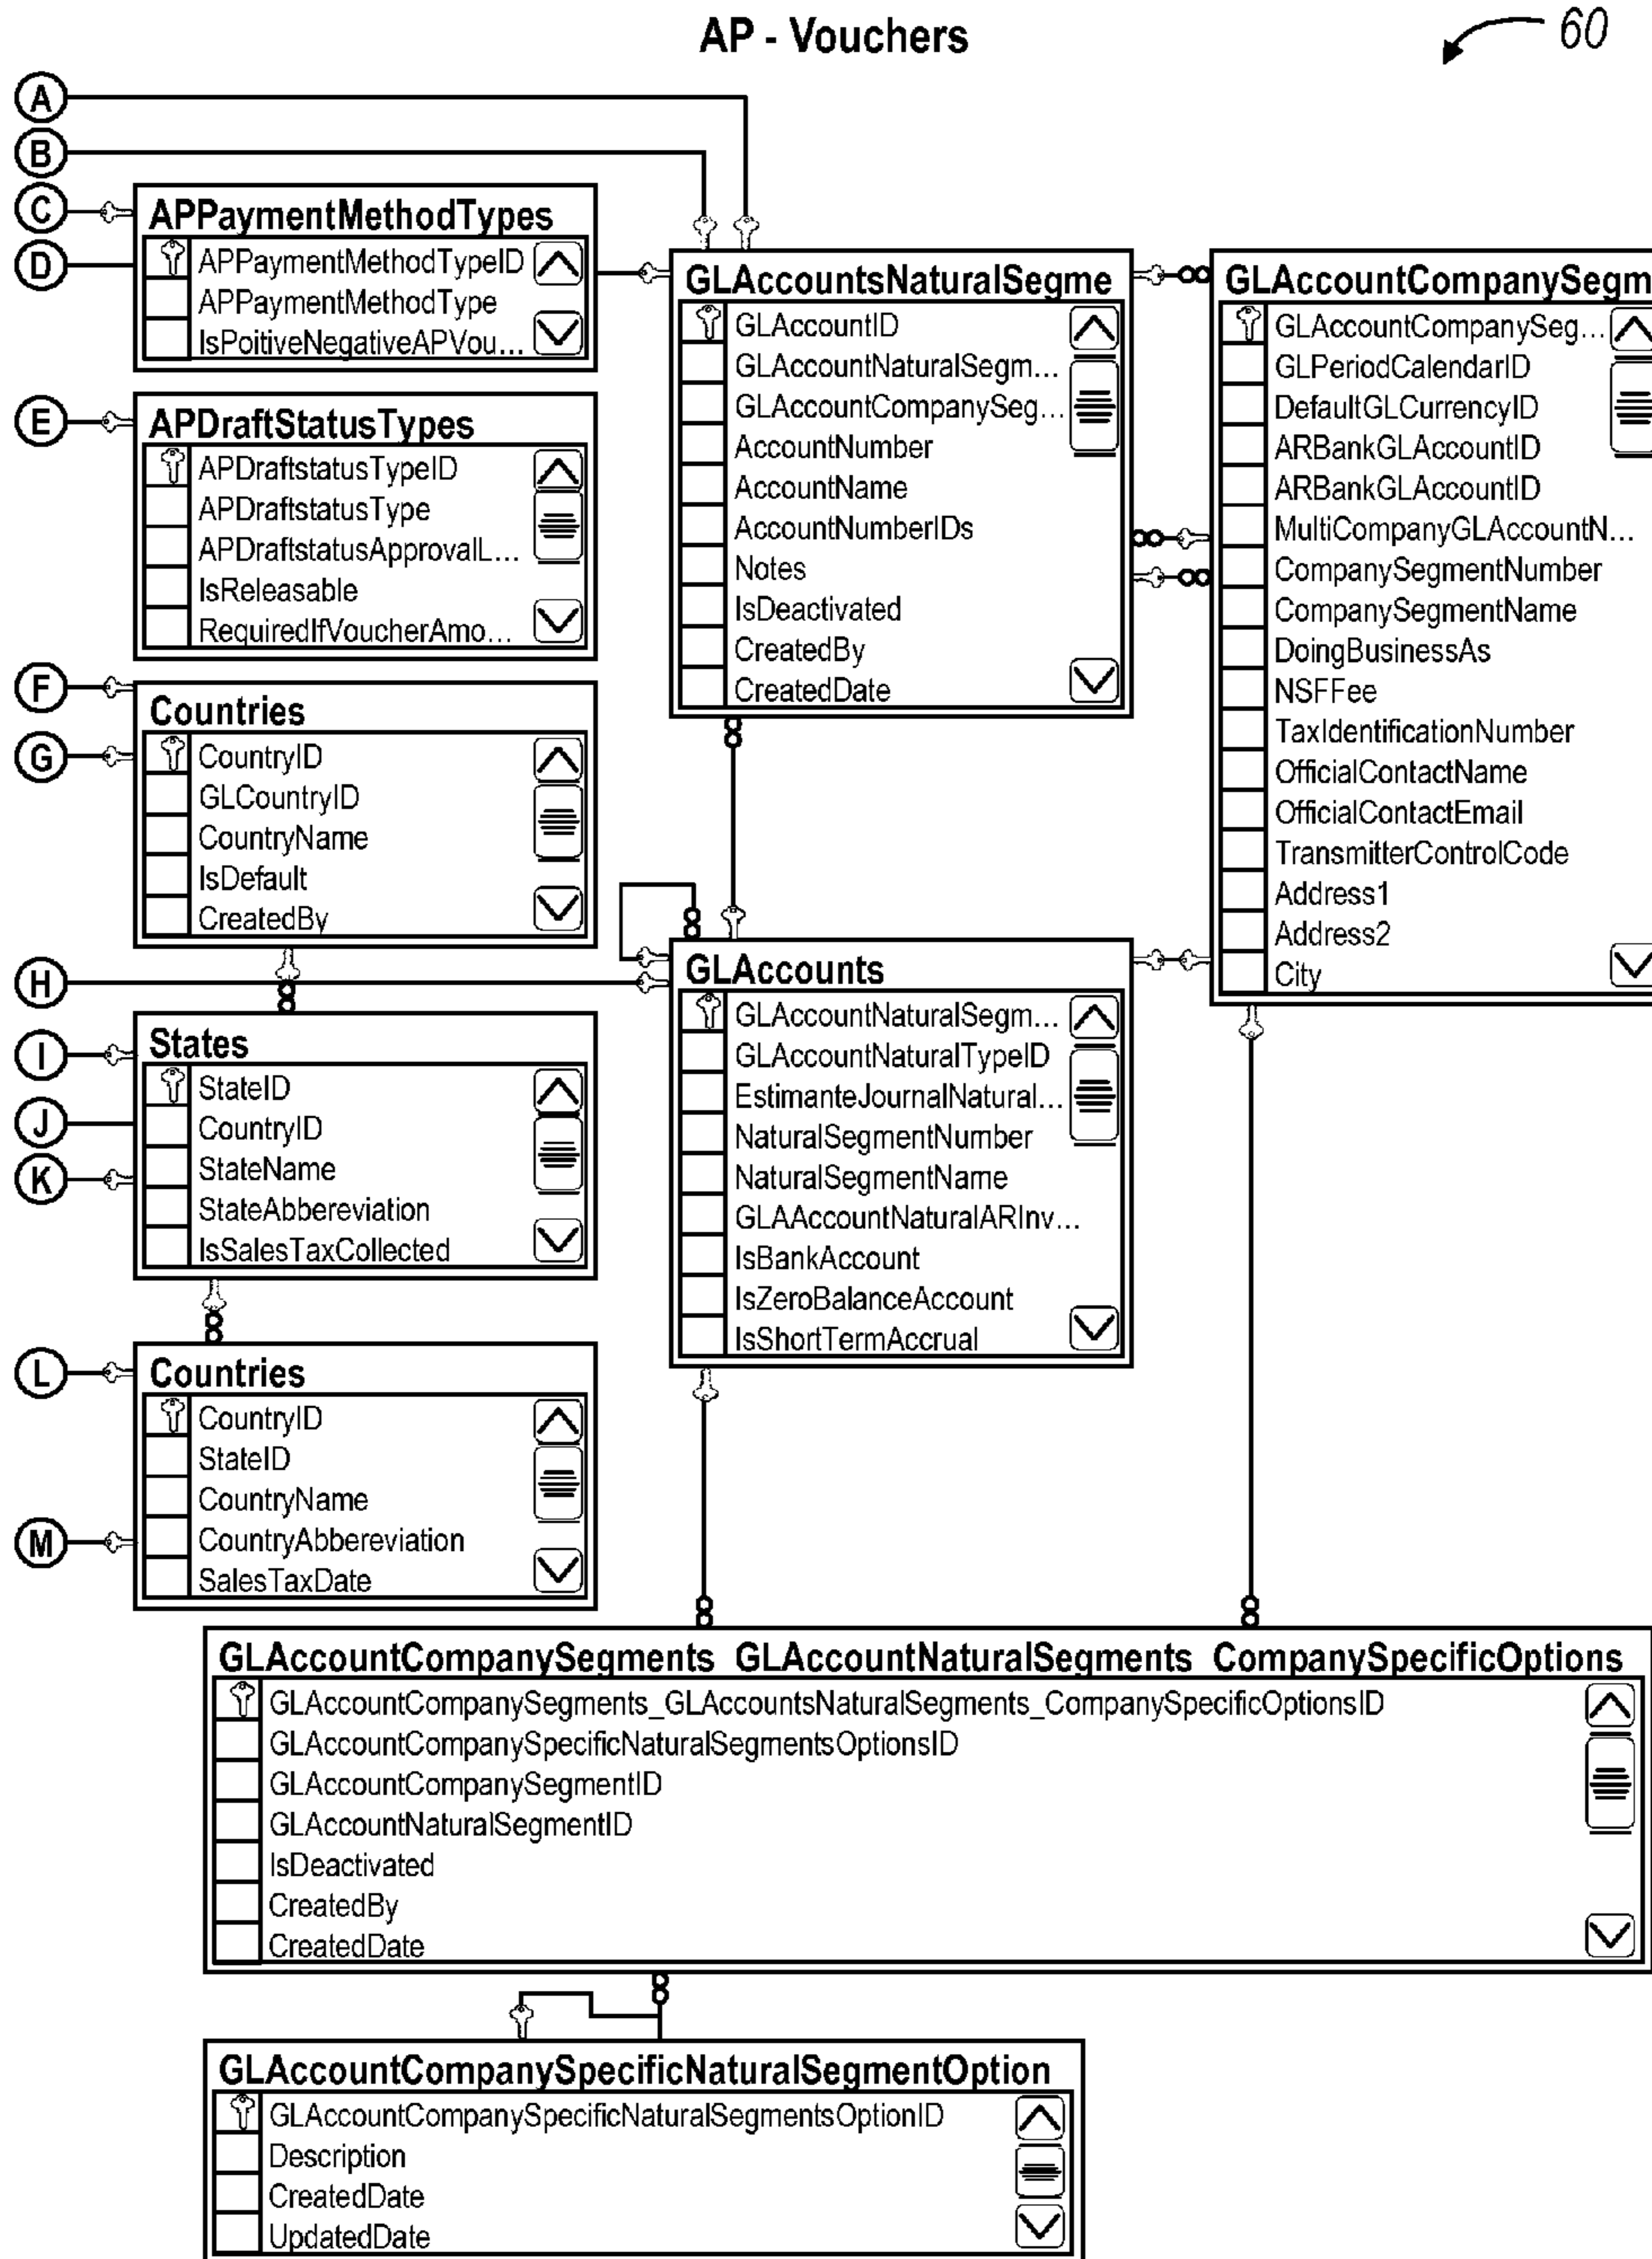 AP - Vouchers
60
A
B
C
D
APPaymentMethodTypes
APPaymentMethodTypeID
APPaymentMethodType
IsPoitiveNegativeAPVou...
E
APDraftStatusTypes
APDraftstatusTypeID
APDraftstatusType
APDraftstatusApprovalL...
IsReleasable
RequiredIfVoucherAmo...
F
G
Countries
CountryID
GLCountryID
CountryName
IsDefault
CreatedBy
H
I
J
K
States
StateID
CountryID
StateName
StateAbbereviation
IsSalesTaxCollected
L
M
Countries
CountryID
StateID
CountryName
CountryAbbereviation
SalesTaxDate
GLAccountsNaturalSegme
GLAccountID
GLAccountNaturalSegm...
GLAccountCompanySeg...
AccountNumber
AccountName
AccountNumberIDs
Notes
IsDeactivated
CreatedBy
CreatedDate
GLAccounts
GLAccountNaturalSegm...
GLAccountNaturalTypeID
EstimanteJournalNatural...
NaturalSegmentNumber
NaturalSegmentName
GLAAccountNaturalARInv...
IsBankAccount
IsZeroBalanceAccount
IsShortTermAccrual
GLAccountCompanySegm
GLAccountCompanySeg...
GLPeriodCalendarID
DefaultGLCurrencyID
ARBankGLAccountID
ARBankGLAccountID
MultiCompanyGLAccountN...
CompanySegmentNumber
CompanySegmentName
DoingBusinessAs
NSFFee
TaxIdentificationNumber
OfficialContactName
OfficialContactEmail
TransmitterControlCode
Address1
Address2
City
GLAccountCompanySegments_GLAccountNaturalSegments_CompanySpecificOptions
GLAccountCompanySegments_GLAccountsNaturalSegments_CompanySpecificOptionsID
GLAccountCompanySpecificNaturalSegmentsOptionsID
GLAccountCompanySegmentID
GLAccountNaturalSegmentID
IsDeactivated
CreatedBy
CreatedDate
GLAccountCompanySpecificNaturalSegmentOption
GLAccountCompanySpecificNaturalSegmentsOptionID
Description
CreatedDate
UpdatedDate